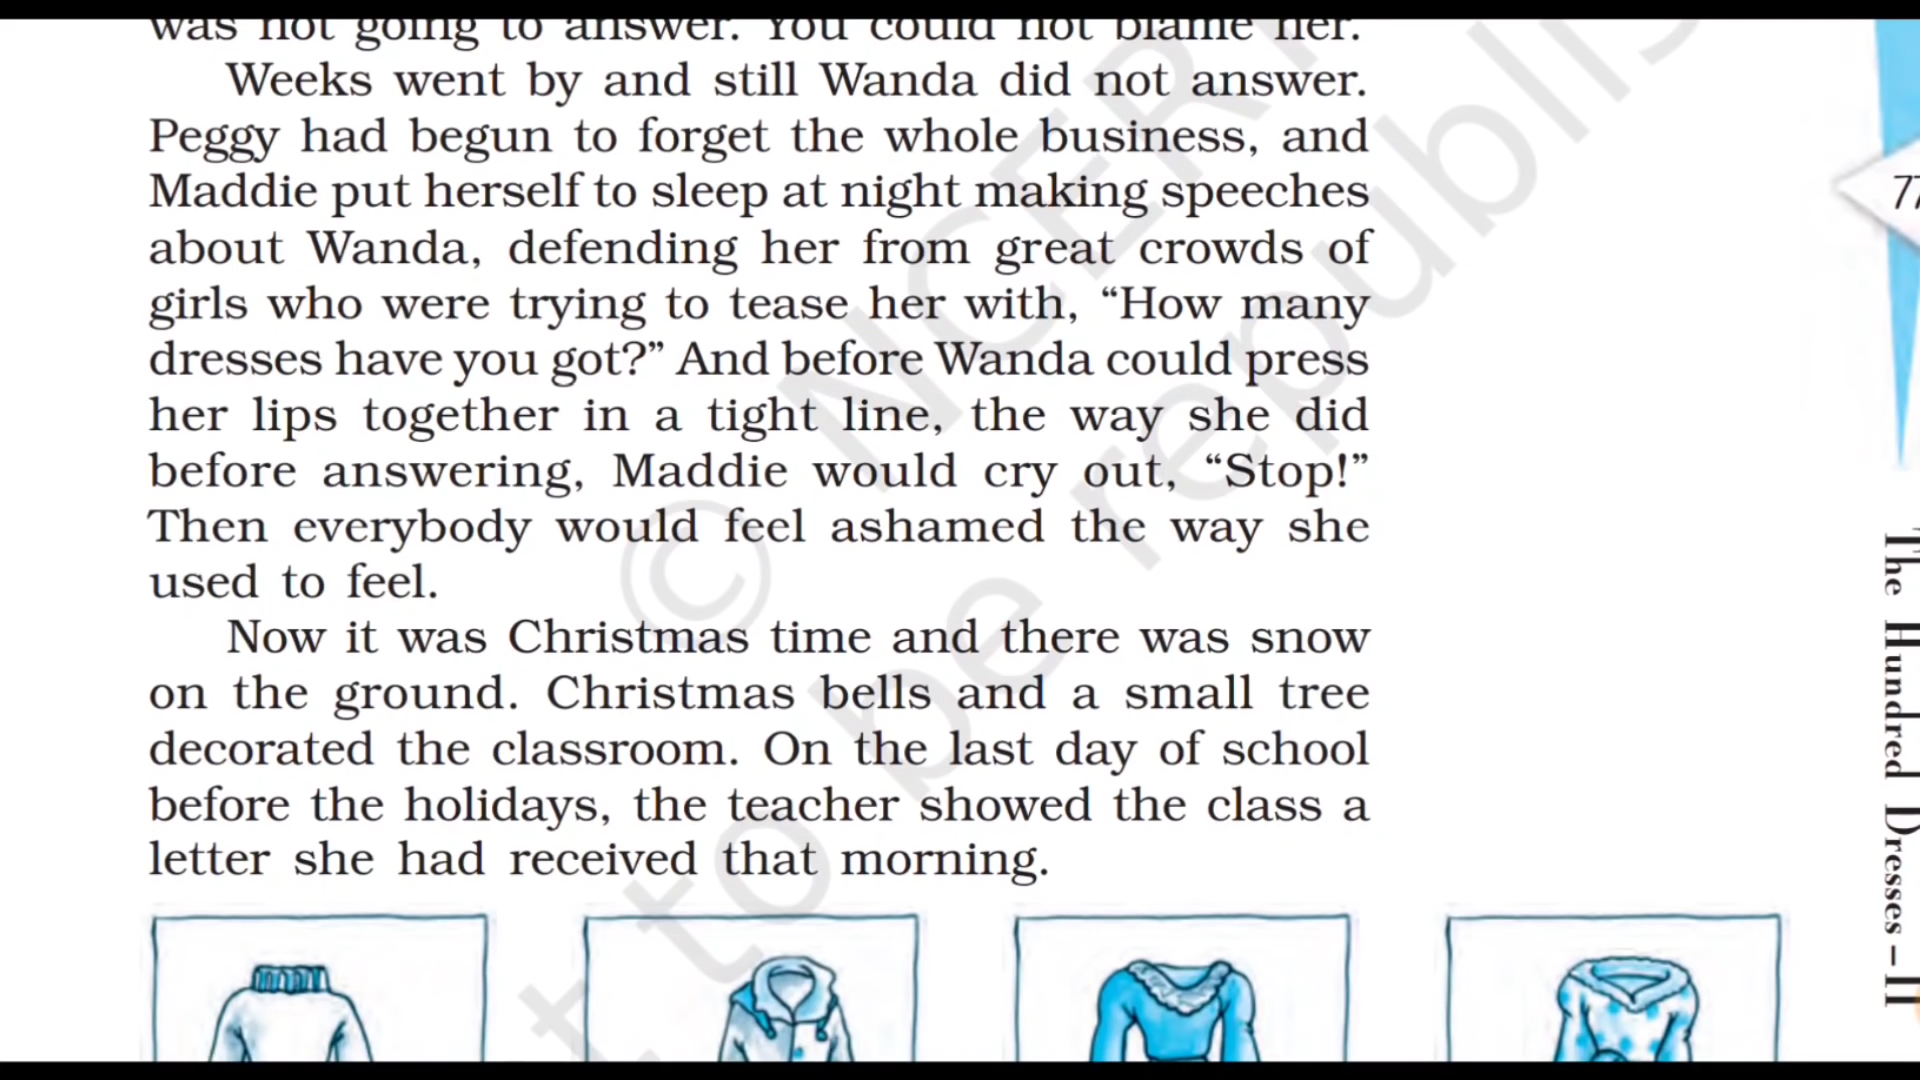 was not going to answer. You could not blame her.
Weeks went by and still Wanda did not answer.
Peggy had begun to forget the whole business, and
Maddie put herself to sleep at night making speeches
about Wanda, defending her from great crowds of
girls who were trying to tease her with, “How many
dresses have you got?” And before Wanda could press
her lips together in a tight line, the way she did
before answering, Maddie would cry out, “Stop!”
Then everybody would feel ashamed the way she
used to feel.
Now it was Christmas time and there was snow
on the ground. Christmas bells and a small tree
decorated the classroom. On the last day of school
before the holidays, the teacher showed the class a
letter she had received that morning.
77
The Hundred Dresses – II
© NCERT
to be republis